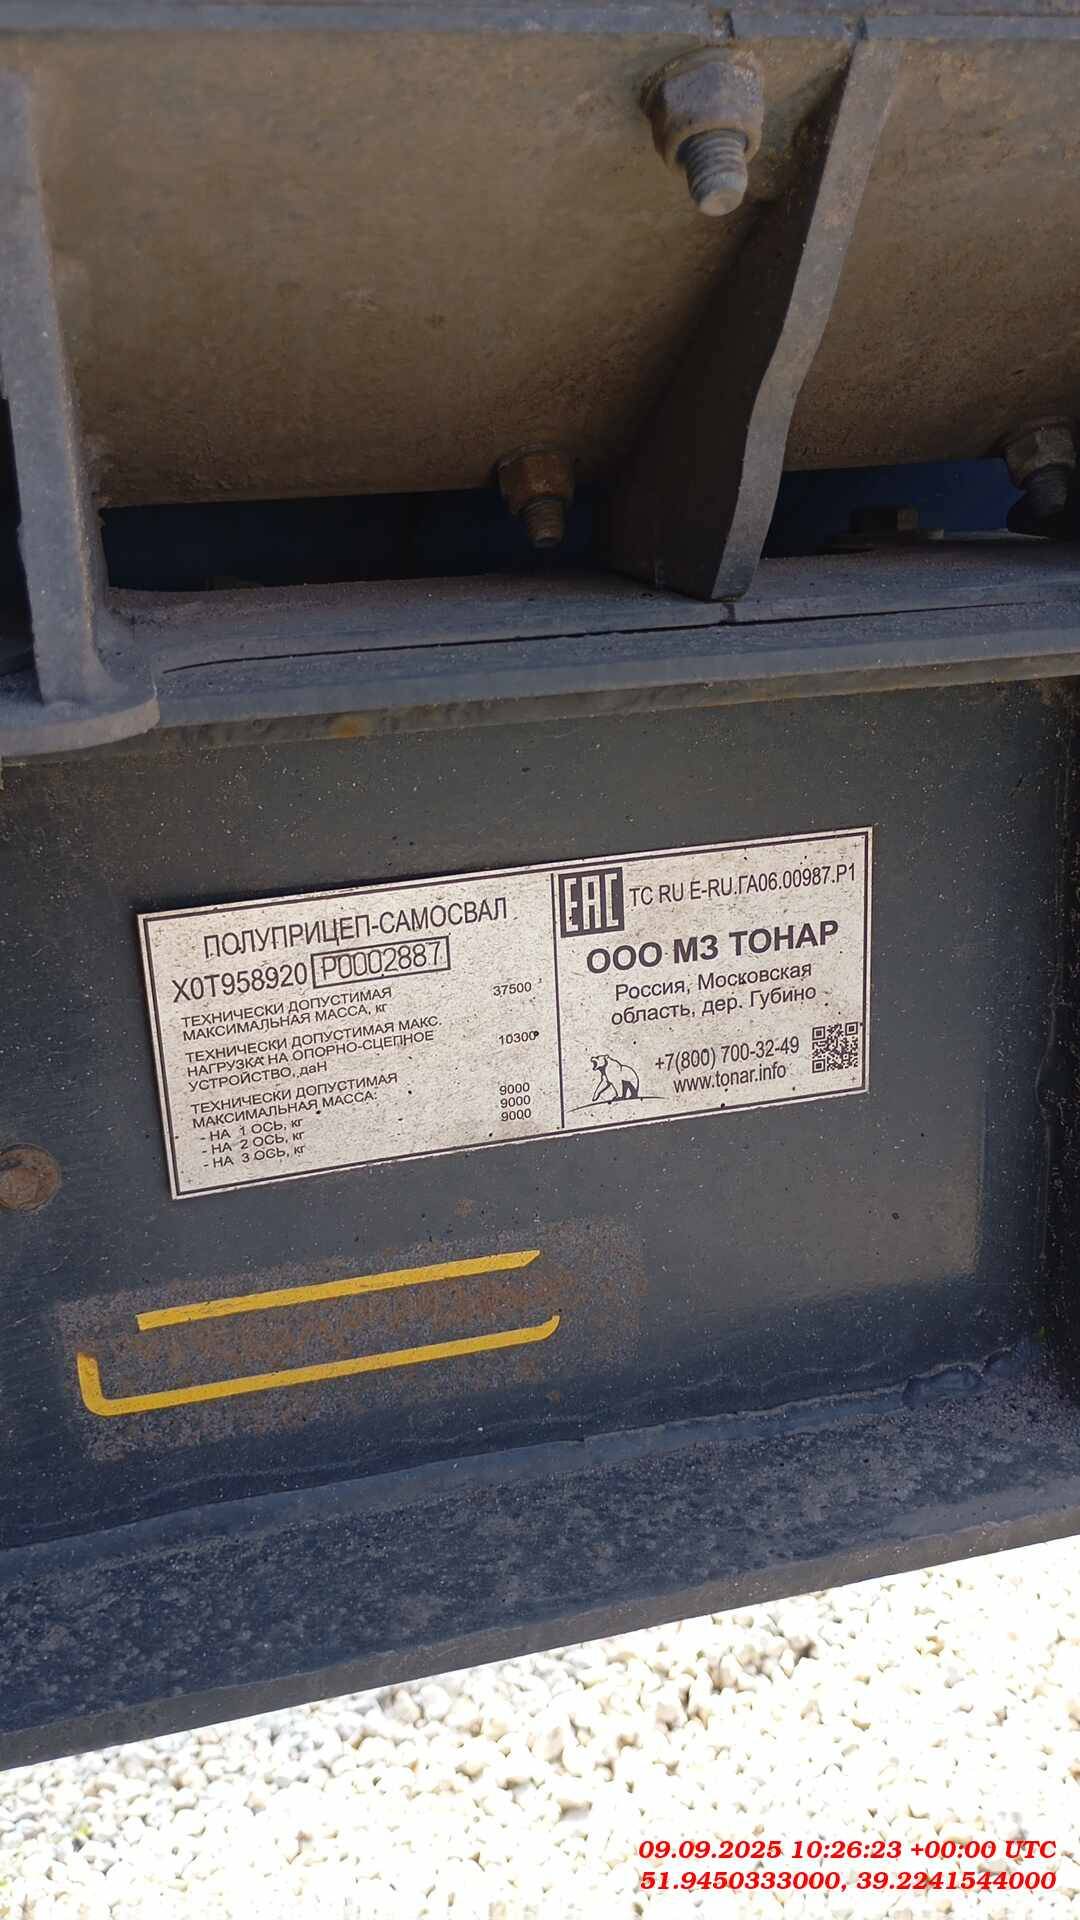 ПОЛУПРИЦЕП-САМОСВАЛ
X0T958920 P0002887
ТЕХНИЧЕСКИ ДОПУСТИМАЯ
МАКСИМАЛЬНАЯ МАССА, кг 37500
ТЕХНИЧЕСКИ ДОПУСТИМАЯ МАКС.
НАГРУЗКА НА ОПОРНО-СЦЕПНОЕ 10300
УСТРОЙСТВО, даН
ТЕХНИЧЕСКИ ДОПУСТИМАЯ
МАКСИМАЛЬНАЯ МАССА:
- НА 1 ОСЬ, кг 9000
- НА 2 ОСЬ, кг 9000
- НА 3 ОСЬ, кг 9000
EAC TC RU E-RU.ГА06.00987.P1
ООО МЗ ТОНАР
Россия, Московская
область, дер. Губино
+7(800) 700-32-49
www.tonar.info
09.09.2025 10:26:23 +00:00 UTC
51.9450333000, 39.2241544000